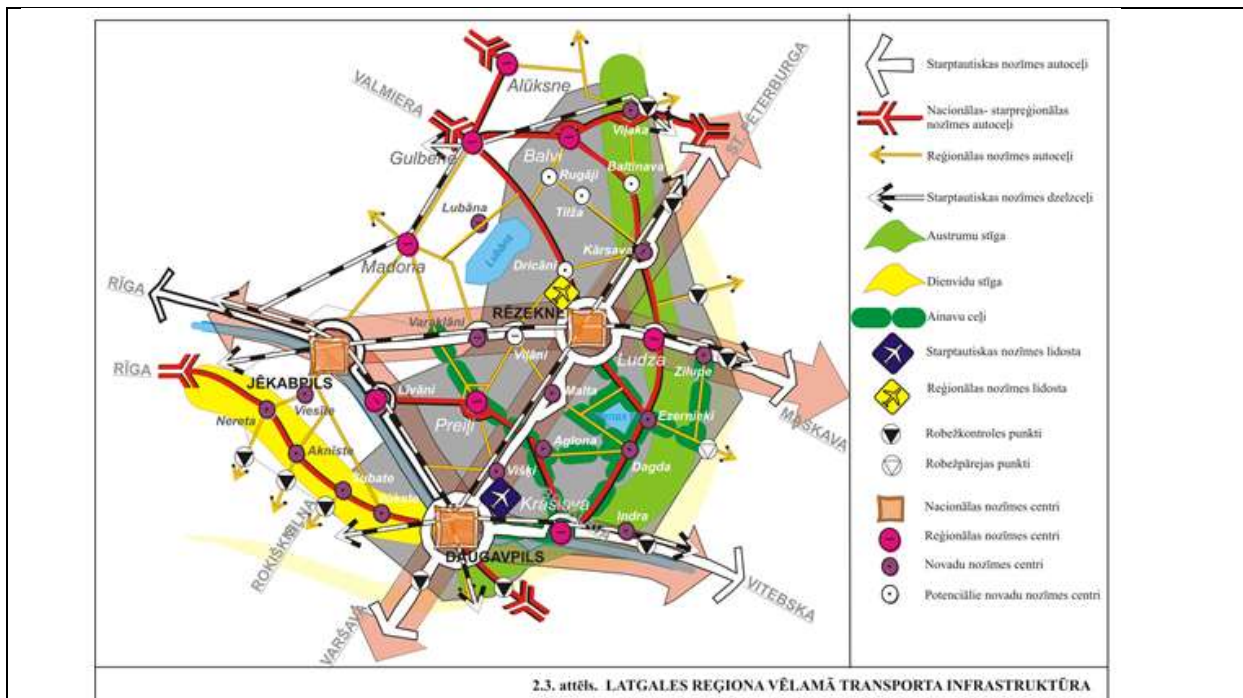 Alūksne
VALMIERA
ST. PETERBURGA
Viļaka
Gulbene
Balvi
Baltinava
Rugāji
Tilža
Lubāna
Lubāns
Kārsava
Madona
Dricāni
RĪGA
RĒZEKNE
Varakļāni
Viļāni
Ludza
Zilupe
RĪGA
JĒKABPILS
Līvāni
Malta
MASKAVA
Viesīte
Nereta
Preiļi
Ezernieki
Aglona
Akniste
Dagda
Višķi
Subate
Krāslava
Indra
DAUGAVPILS
VITEBSKA
VARŠAVA
Starptautiskas nozīmes autoceļi
Nacionālas- starpreģionālas
nozīmes autoceļi
Reģionālas nozīmes autoceļi
Starptautiskas nozīmes dzelzceļi
Austrumu stīga
Dienvidu stīga
Ainavu ceļi
Starptautiskas nozīmes lidosta
Reģionālas nozīmes lidosta
Robežkontroles punkti
Robežpārejas punkti
Nacionālas nozīmes centri
Reģionālas nozīmes centri
Novadu nozīmes centri
Potenciālie novadu nozīmes centri
2.3. attēls. LATGALES REĢIONA VĒLAMĀ TRANSPORTA INFRASTRUKTŪRA